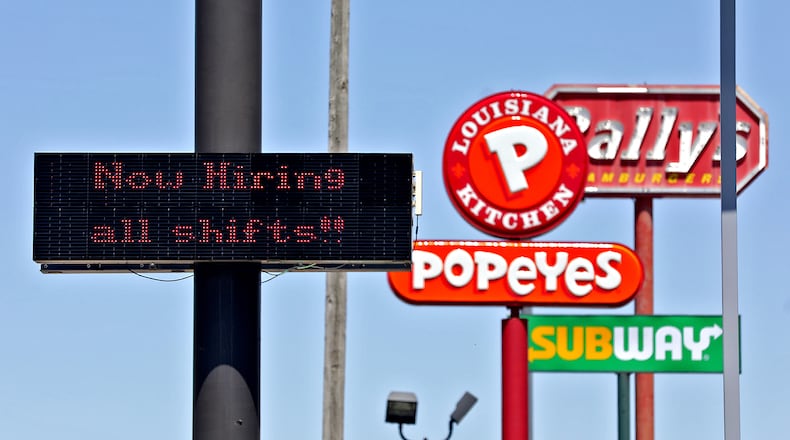 Now Hiring
all shifts!!
LOUISIANA
P
KITCHEN
POPEYES
Rally's
HAMBURGERS
SUBWAY